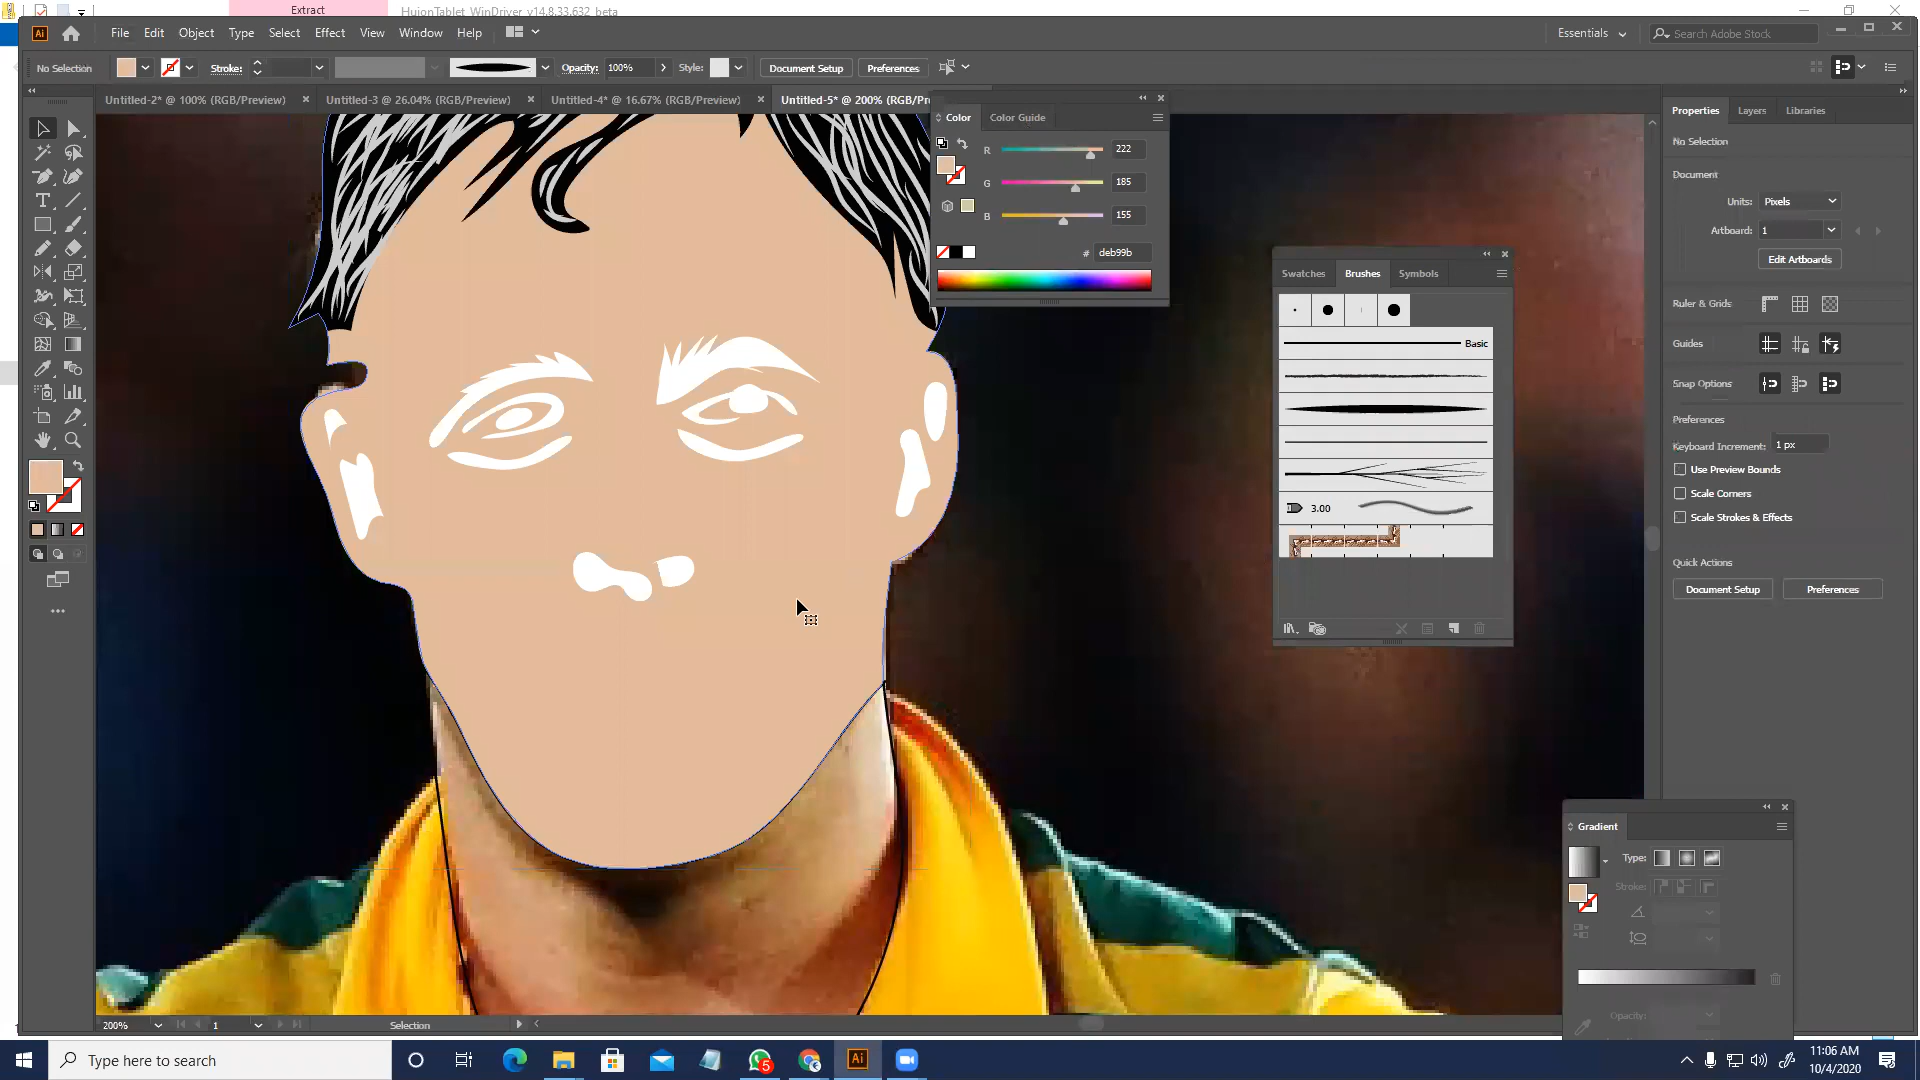 Extract
HuionTablet_WinDriver_v14.8.33.632_beta
Ai File Edit Object Type Select Effect View Window Help
Essentials
Search Adobe Stock
No Selection Stroke: Opacity: 100% Style: Document Setup Preferences
Untitled-2* @ 100% (RGB/Preview) × Untitled-3 @ 26.04% (RGB/Preview) × Untitled-4* @ 16.67% (RGB/Preview) × Untitled-5* @ 200% (RGB/Pre
Color Color Guide
R 222
G 185
B 155
# deb99b
Swatches Brushes Symbols
Basic
3.00
Properties Layers Libraries
No Selection
Document
Units: Pixels
Artboard: 1
Edit Artboards
Ruler & Grids
Guides
Snap Options
Preferences
Keyboard Increment: 1 px
Use Preview Bounds
Scale Corners
Scale Strokes & Effects
Quick Actions
Document Setup Preferences
Gradient
Type:
Stroke:
Opacity:
200% 1 Selection
Type here to search
5
Ai
11:06 AM
10/4/2020